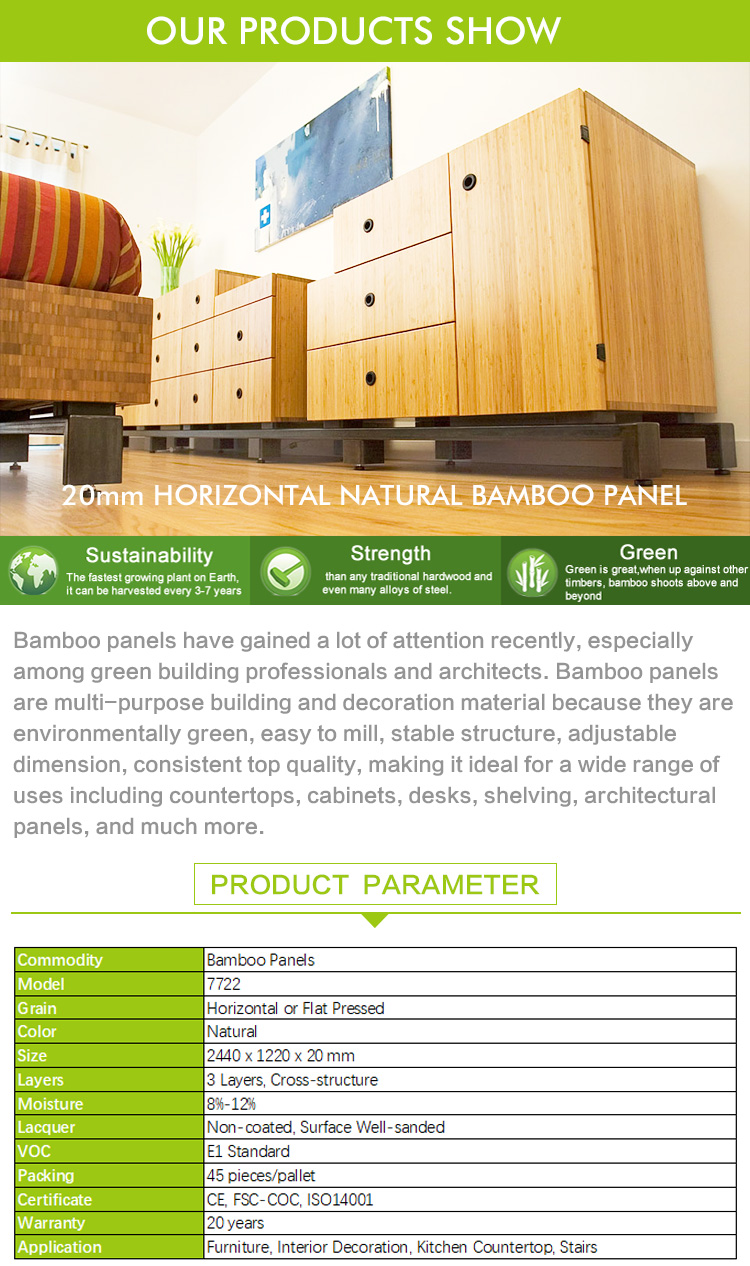 OUR PRODUCTS SHOW
20mm HORIZONTAL NATURAL BAMBOO PANEL
Sustainability
The fastest growing plant on Earth,
it can be harvested every 3-7 years
Strength
than any traditional hardwood and
even many alloys of steel.
Green
Green is great,when up against other
timbers, bamboo shoots above and
beyond
Bamboo panels have gained a lot of attention recently, especially
among green building professionals and architects. Bamboo panels
are multi-purpose building and decoration material because they are
environmentally green, easy to mill, stable structure, adjustable
dimension, consistent top quality, making it ideal for a wide range of
uses including countertops, cabinets, desks, shelving, architectural
panels, and much more.
PRODUCT PARAMETER
Commodity Bamboo Panels
Model 7722
Grain Horizontal or Flat Pressed
Color Natural
Size 2440 x 1220 x 20 mm
Layers 3 Layers, Cross-structure
Moisture 8%-12%
Lacquer Non-coated, Surface Well-sanded
VOC E1 Standard
Packing 45 pieces/pallet
Certificate CE, FSC-COC, ISO14001
Warranty 20 years
Application Furniture, Interior Decoration, Kitchen Countertop, Stairs